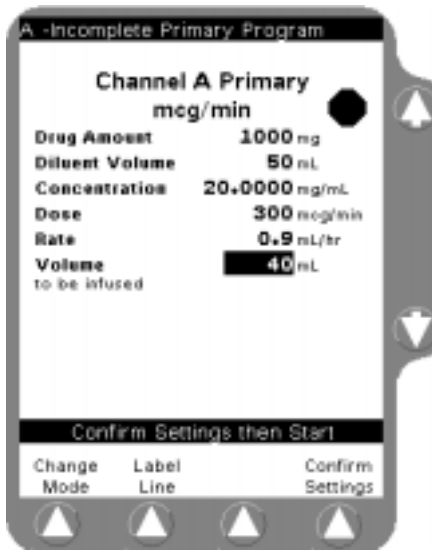 A -Incomplete Primary Program
Channel A Primary
mcg/min
Drug Amount 1000 mg
Diluent Volume 50 mL
Concentration 20.0000 mg/mL
Dose 300 mcg/min
Rate 0.9 mL/hr
Volume 40 mL
to be infused
Confirm Settings then Start
Change Label Confirm
Mode Line Settings